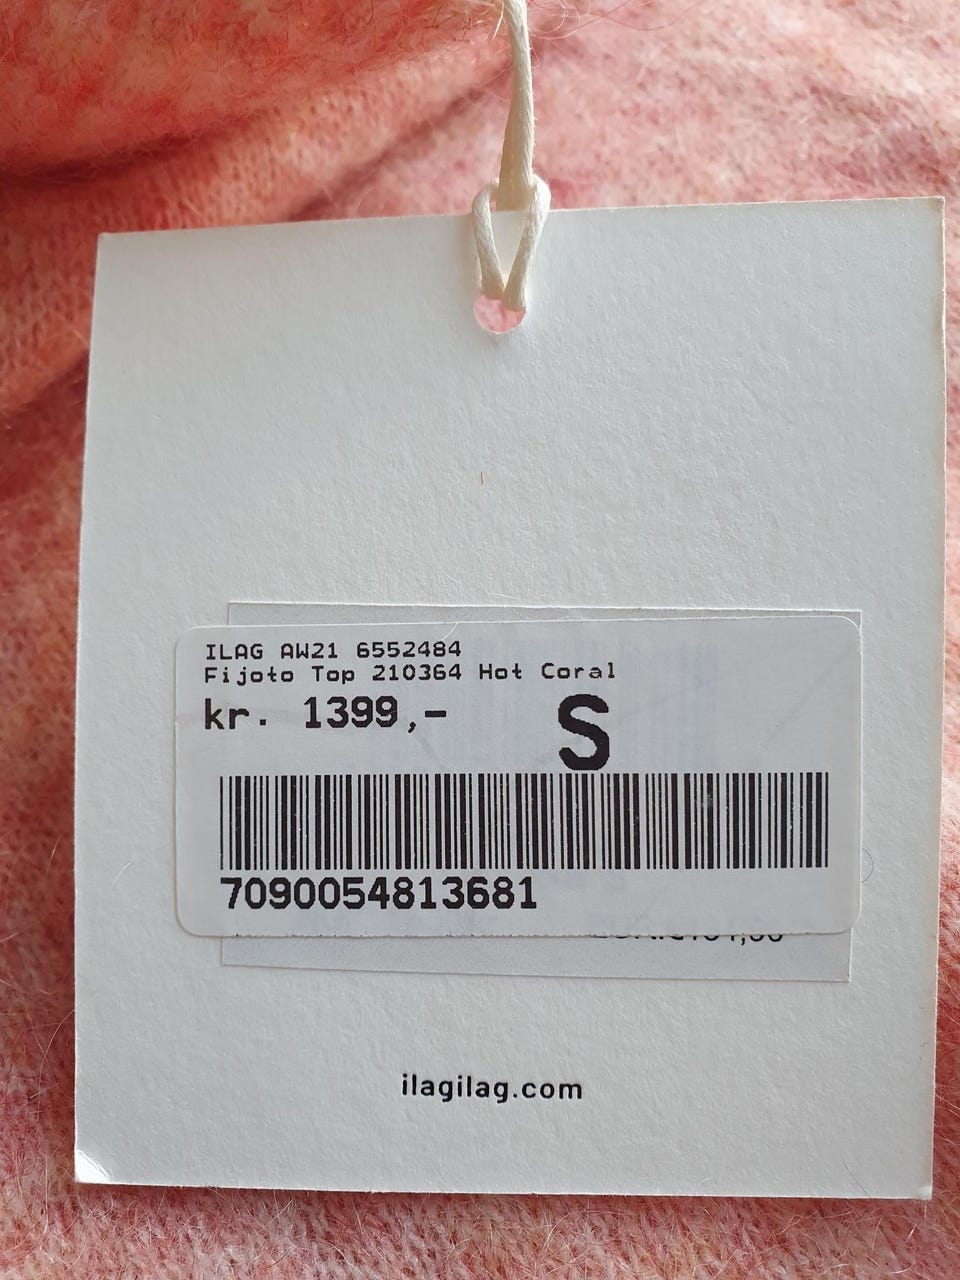 ILAG AW21 6552484
Fijoto Top 210364 Hot Coral
kr. 1399,-
S
7090054813681
ilagilag.com